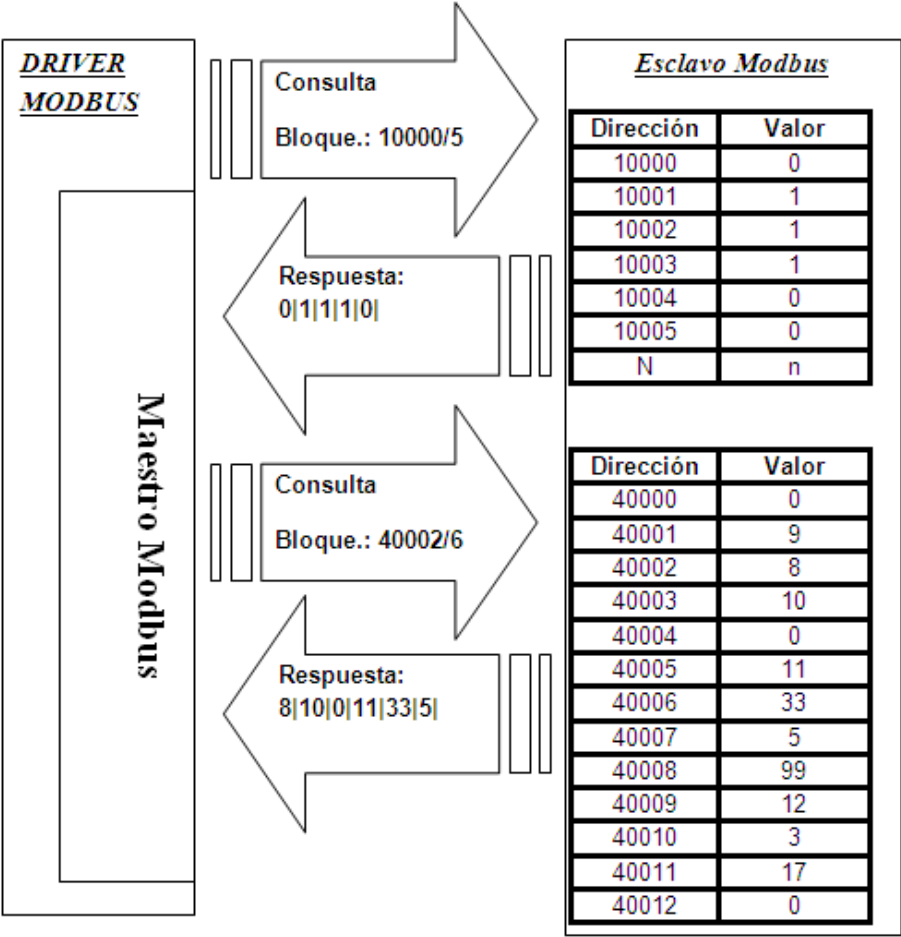 DRIVER
MODBUS
Maestro Modbus
Consulta
Bloque.: 10000/5
Respuesta:
0|1|1|1|0|
Consulta
Bloque.: 40002/6
Respuesta:
8|10|0|11|33|5|
Esclavo Modbus
Dirección Valor
10000 0
10001 1
10002 1
10003 1
10004 0
10005 0
N n
Dirección Valor
40000 0
40001 9
40002 8
40003 10
40004 0
40005 11
40006 33
40007 5
40008 99
40009 12
40010 3
40011 17
40012 0